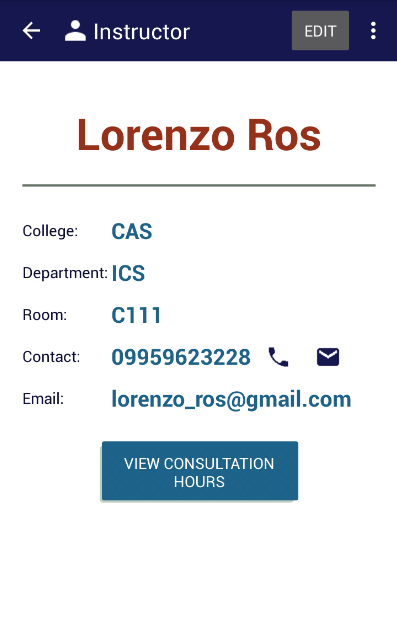 Instructor EDIT
Lorenzo Ros
College: CAS
Department: ICS
Room: C111
Contact: 09959623228
Email: lorenzo_ros@gmail.com
VIEW CONSULTATION
HOURS